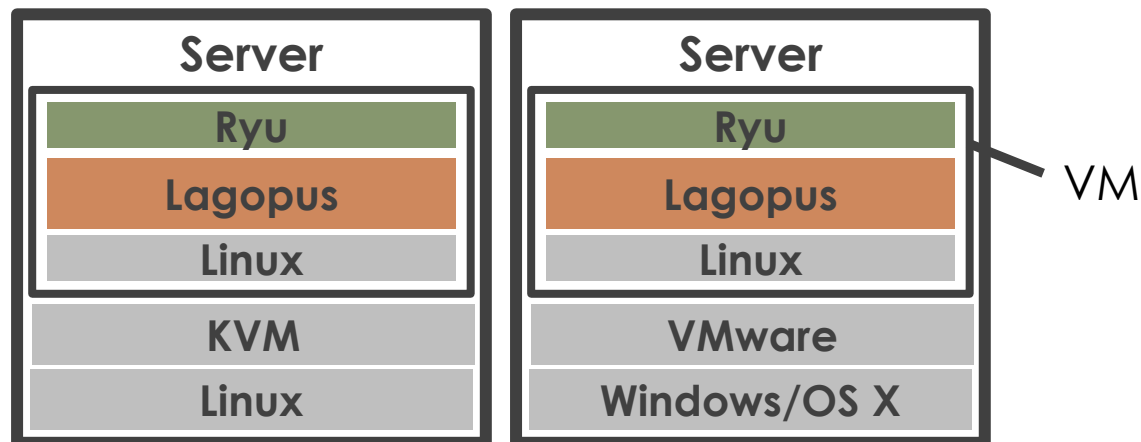 Server
Ryu
Lagopus
Linux
KVM
Linux
Server
Ryu
Lagopus
Linux
VMware
Windows/OS X
VM